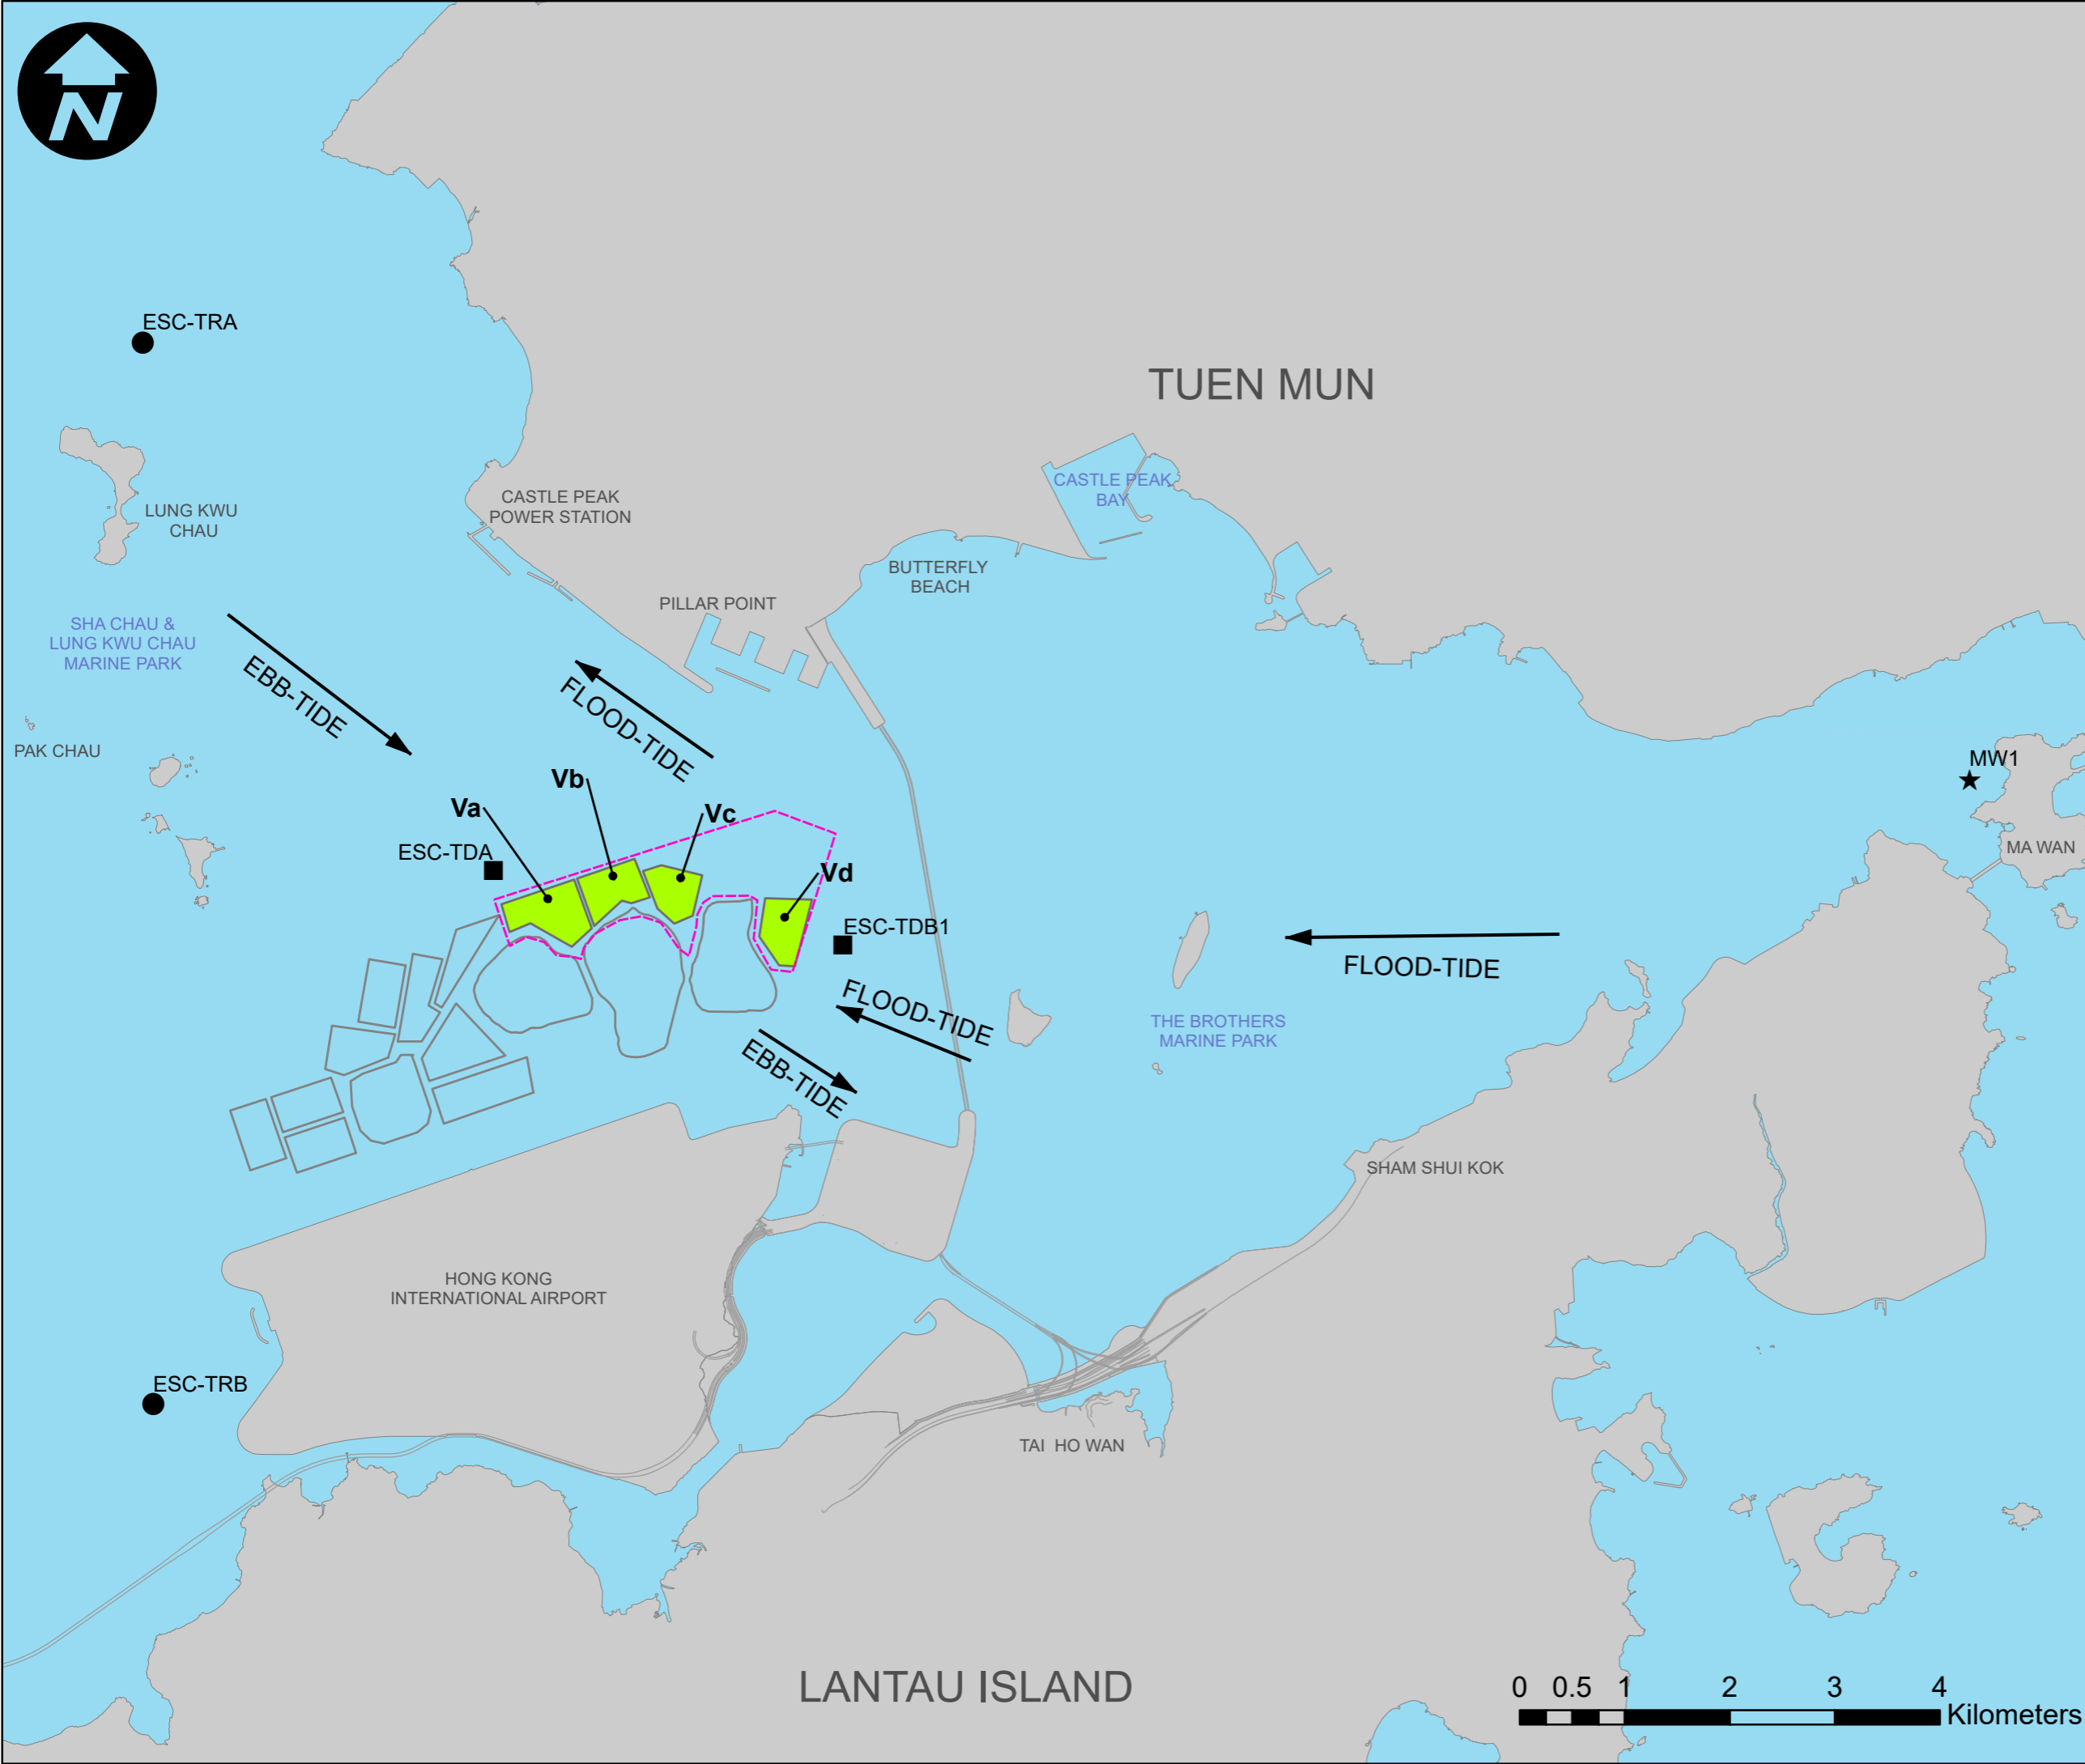 N
ESC-TRA
TUEN MUN
CASTLE PEAK
BAY
CASTLE PEAK
POWER STATION
LUNG KWU
CHAU
BUTTERFLY
BEACH
PILLAR POINT
SHA CHAU &
LUNG KWU CHAU
MARINE PARK
EBB-TIDE
FLOOD-TIDE
PAK CHAU
MW1
Vb
Va
Vc
ESC-TDA
MA WAN
Vd
ESC-TDB1
FLOOD-TIDE
FLOOD-TIDE
THE BROTHERS
MARINE PARK
EBB-TIDE
SHAM SHUI KOK
HONG KONG
INTERNATIONAL AIRPORT
ESC-TRB
TAI HO WAN
LANTAU ISLAND
0 0.5 1 2 3 4
Kilometers